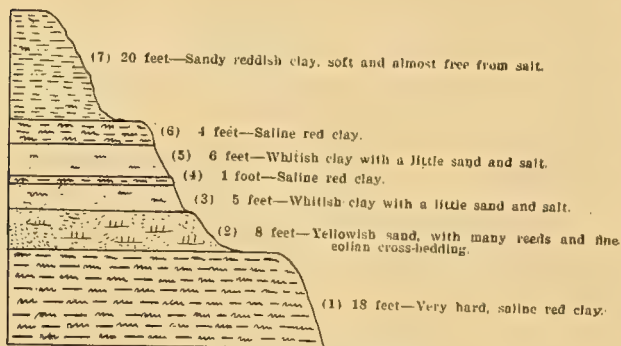 (7) 20 feet—Sandy reddish clay, soft and almost free from salt.
(6) 4 feet—Saline red clay.
(5) 6 feet—Whitish clay with a little sand and salt.
(4) 1 foot—Saline red clay.
(3) 5 feet—Whitish clay with a little sand and salt.
(2) 8 feet—Yellowish sand, with many reeds and fine
eolian cross-bedding.
(1) 18 feet—Very hard, saline red clay.